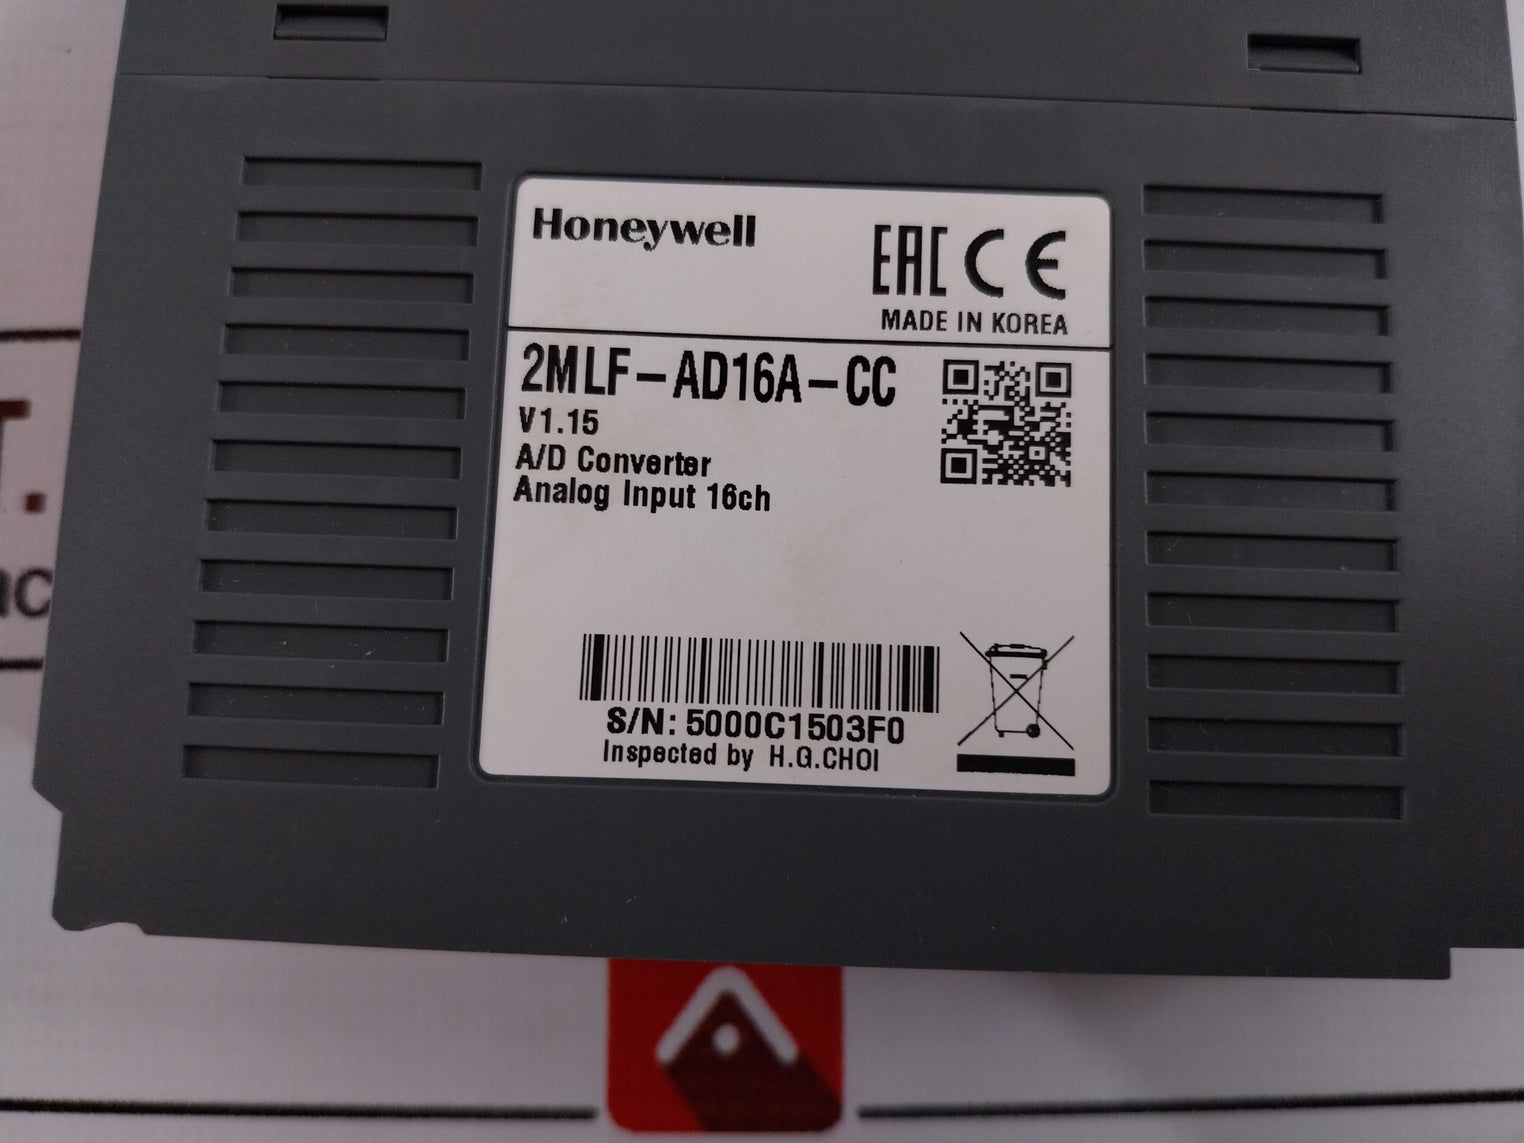 Honeywell
EAC CE
MADE IN KOREA
2MLF-AD16A-CC
V1.15
A/D Converter
Analog Input 16ch
S/N: 5000C1503F0
Inspected by H.G.CHOI
T.